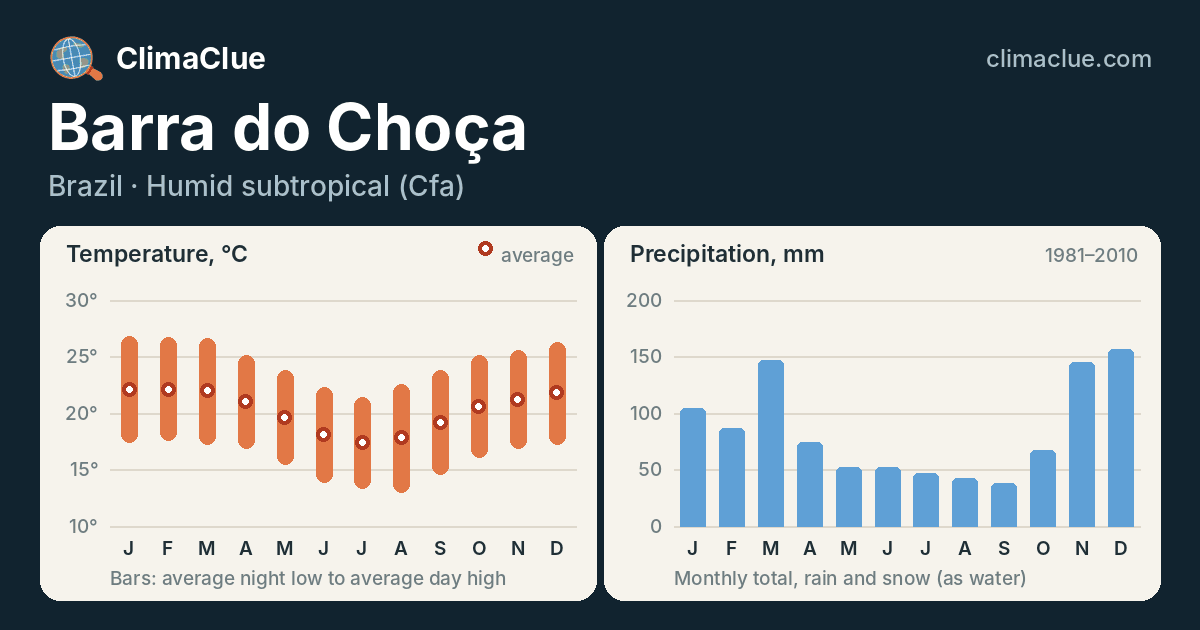 ClimaClue
climaclue.com
Barra do Choça
Brazil · Humid subtropical (Cfa)
Temperature, °C
average
30°
25°
20°
15°
10°
J F M A M J J A S O N D
Bars: average night low to average day high
Precipitation, mm
1981–2010
200
150
100
50
0
J F M A M J J A S O N D
Monthly total, rain and snow (as water)